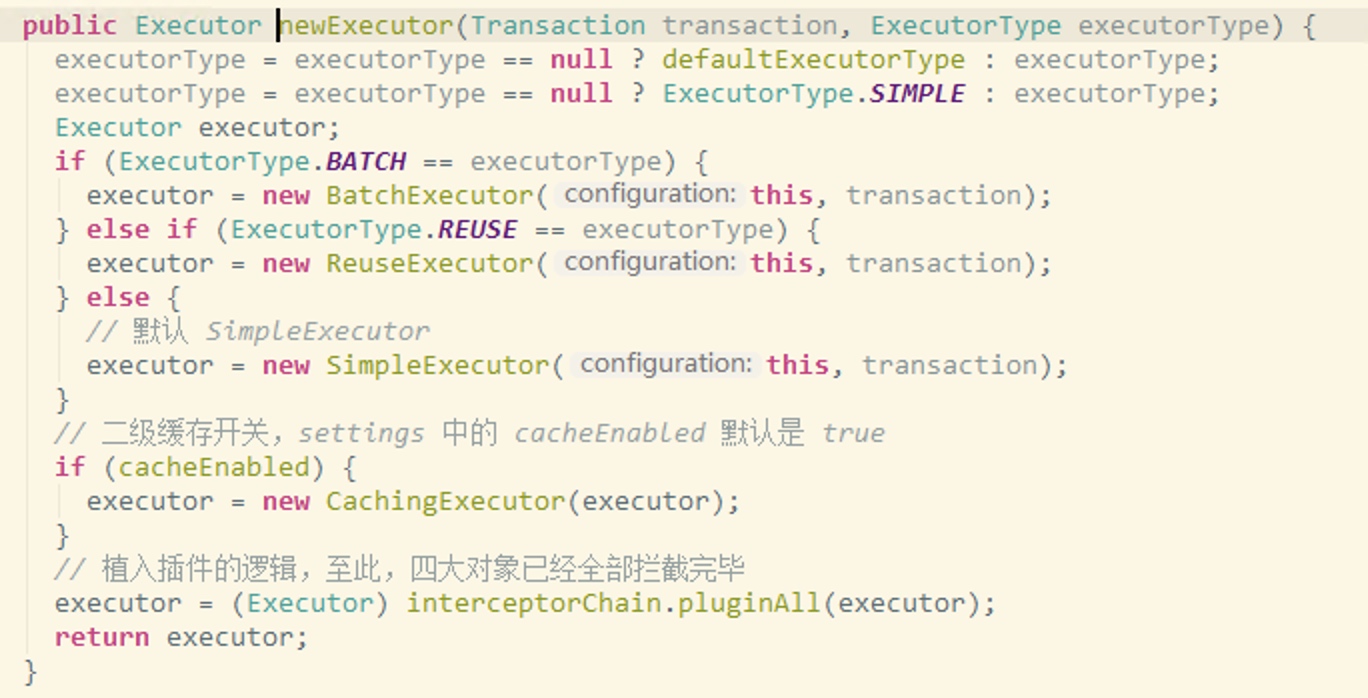 public Executor newExecutor(Transaction transaction, ExecutorType executorType) {
executorType = executorType == null ? defaultExecutorType : executorType;
executorType = executorType == null ? ExecutorType.SIMPLE : executorType;
Executor executor;
if (ExecutorType.BATCH == executorType) {
executor = new BatchExecutor( configuration: this, transaction);
} else if (ExecutorType.REUSE == executorType) {
executor = new ReuseExecutor( configuration: this, transaction);
} else {
// 默认 SimpleExecutor
executor = new SimpleExecutor( configuration: this, transaction);
}
// 二级缓存开关，settings 中的 cacheEnabled 默认是 true
if (cacheEnabled) {
executor = new CachingExecutor(executor);
}
// 植入插件的逻辑，至此，四大对象已经全部拦截完毕
executor = (Executor) interceptorChain.pluginAll(executor);
return executor;
}